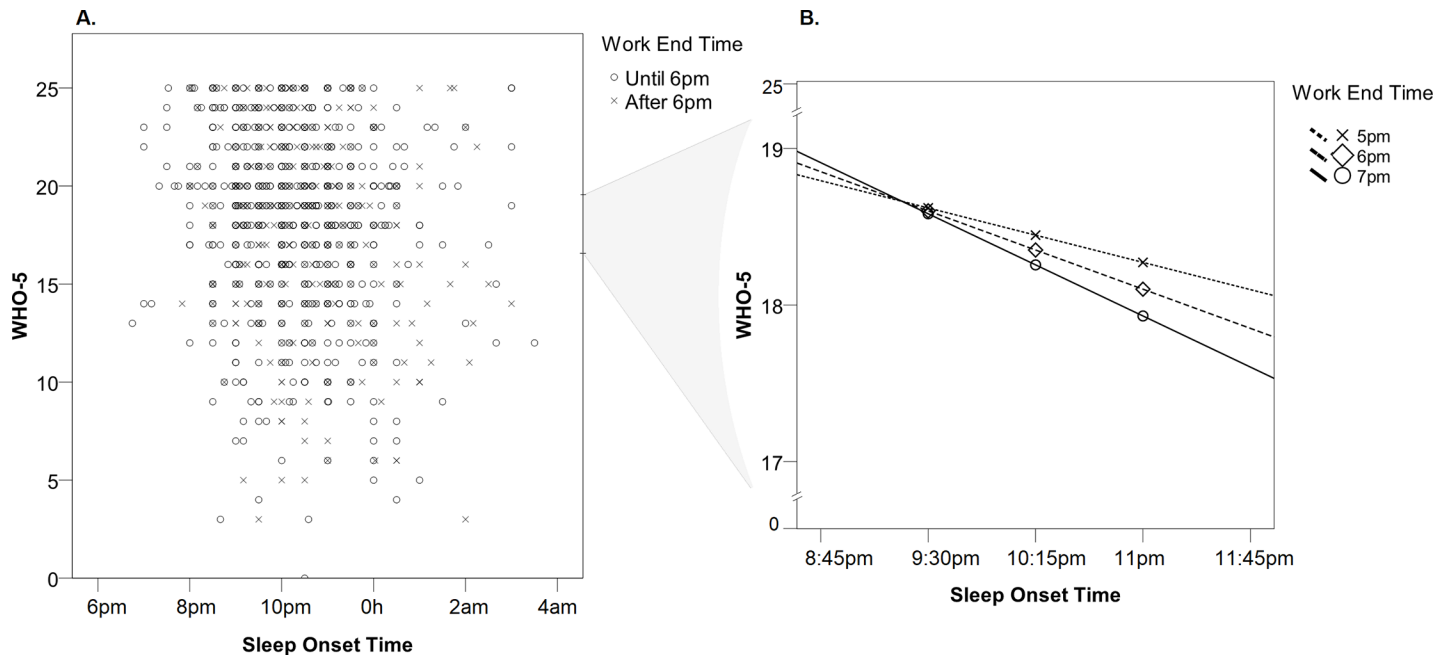 A.
Work End Time
Until 6pm
After 6pm
WHO-5
25
20
15
10
5
0
6pm 8pm 10pm 0h 2am 4am
Sleep Onset Time
B.
Work End Time
5pm
6pm
7pm
WHO-5
25
19
18
17
0
8:45pm 9:30pm 10:15pm 11pm 11:45pm
Sleep Onset Time